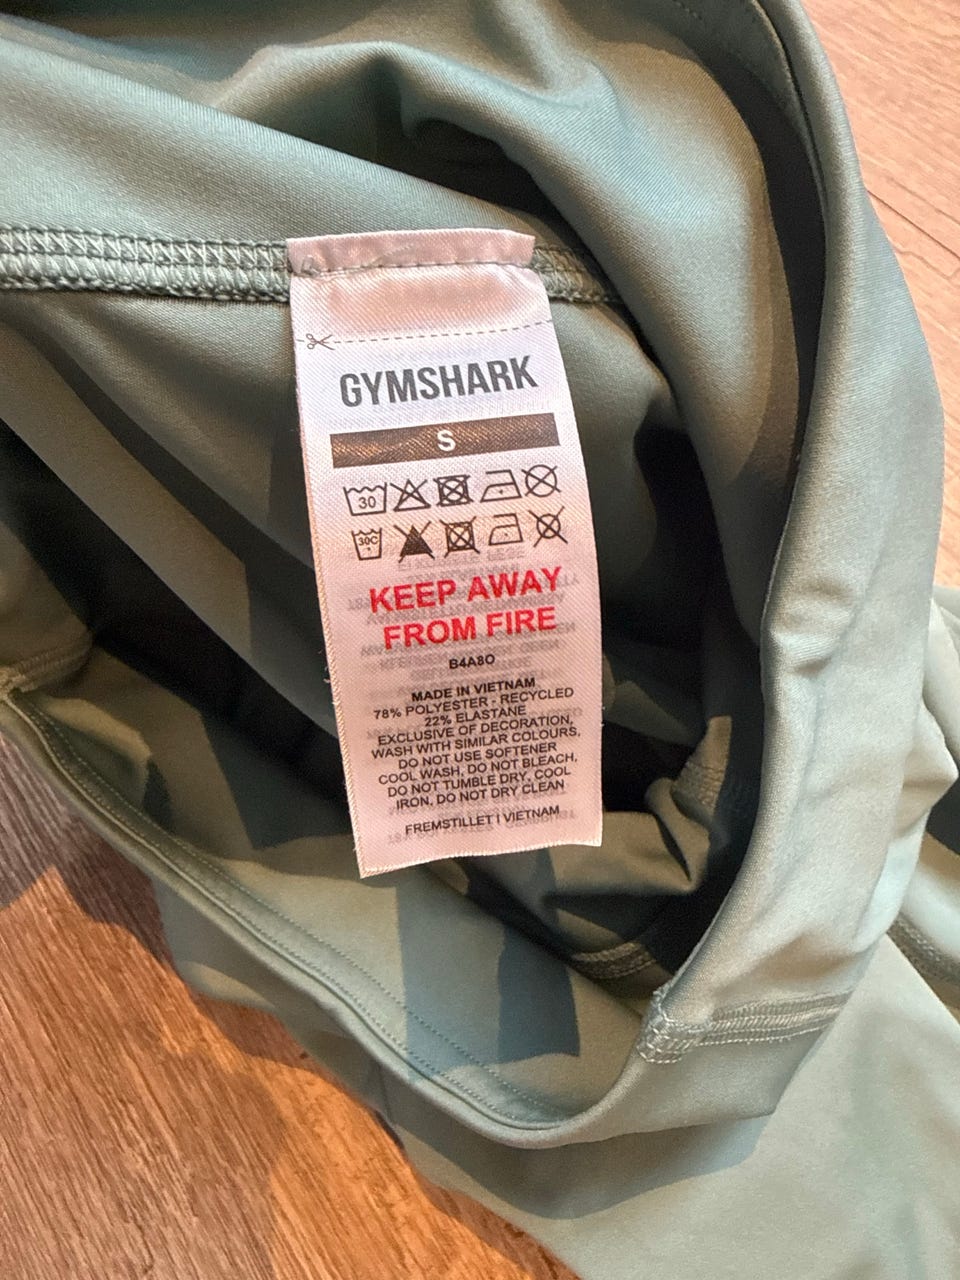 GYMSHARK
S
30
30C
KEEP AWAY
FROM FIRE
B4A8O
MADE IN VIETNAM
78% POLYESTER - RECYCLED
22% ELASTANE
EXCLUSIVE OF DECORATION,
WASH WITH SIMILAR COLOURS,
DO NOT USE SOFTENER
COOL WASH, DO NOT BLEACH,
DO NOT TUMBLE DRY, COOL
IRON, DO NOT DRY CLEAN
FREMSTILLET I VIETNAM